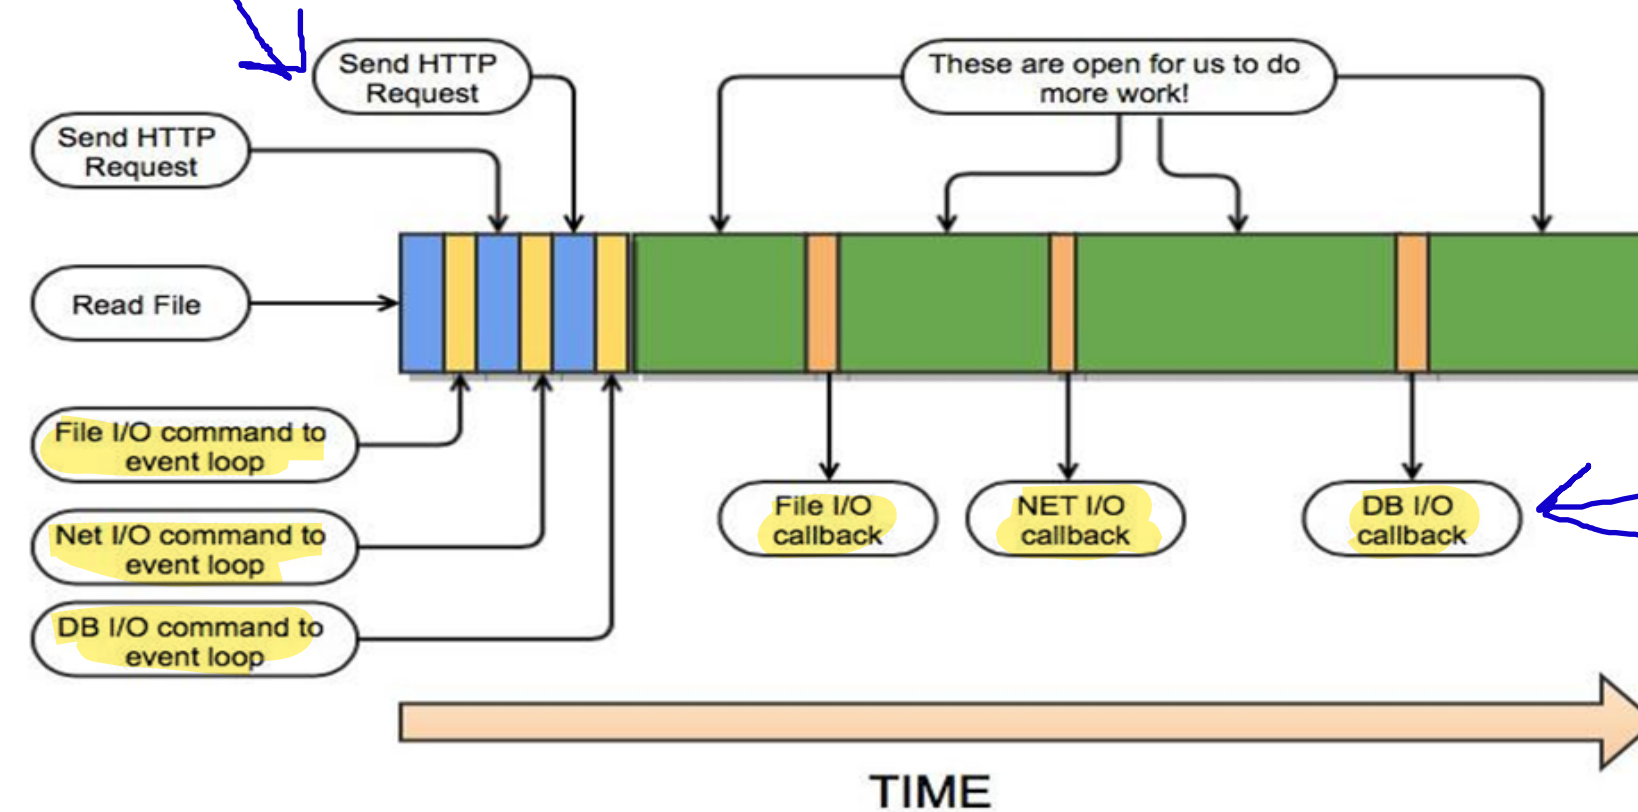 Send HTTP
Request
These are open for us to do
more work!
Send HTTP
Request
Read File
File I/O command to
event loop
Net I/O command to
event loop
DB I/O command to
event loop
File I/O
callback
NET I/O
callback
DB I/O
callback
TIME